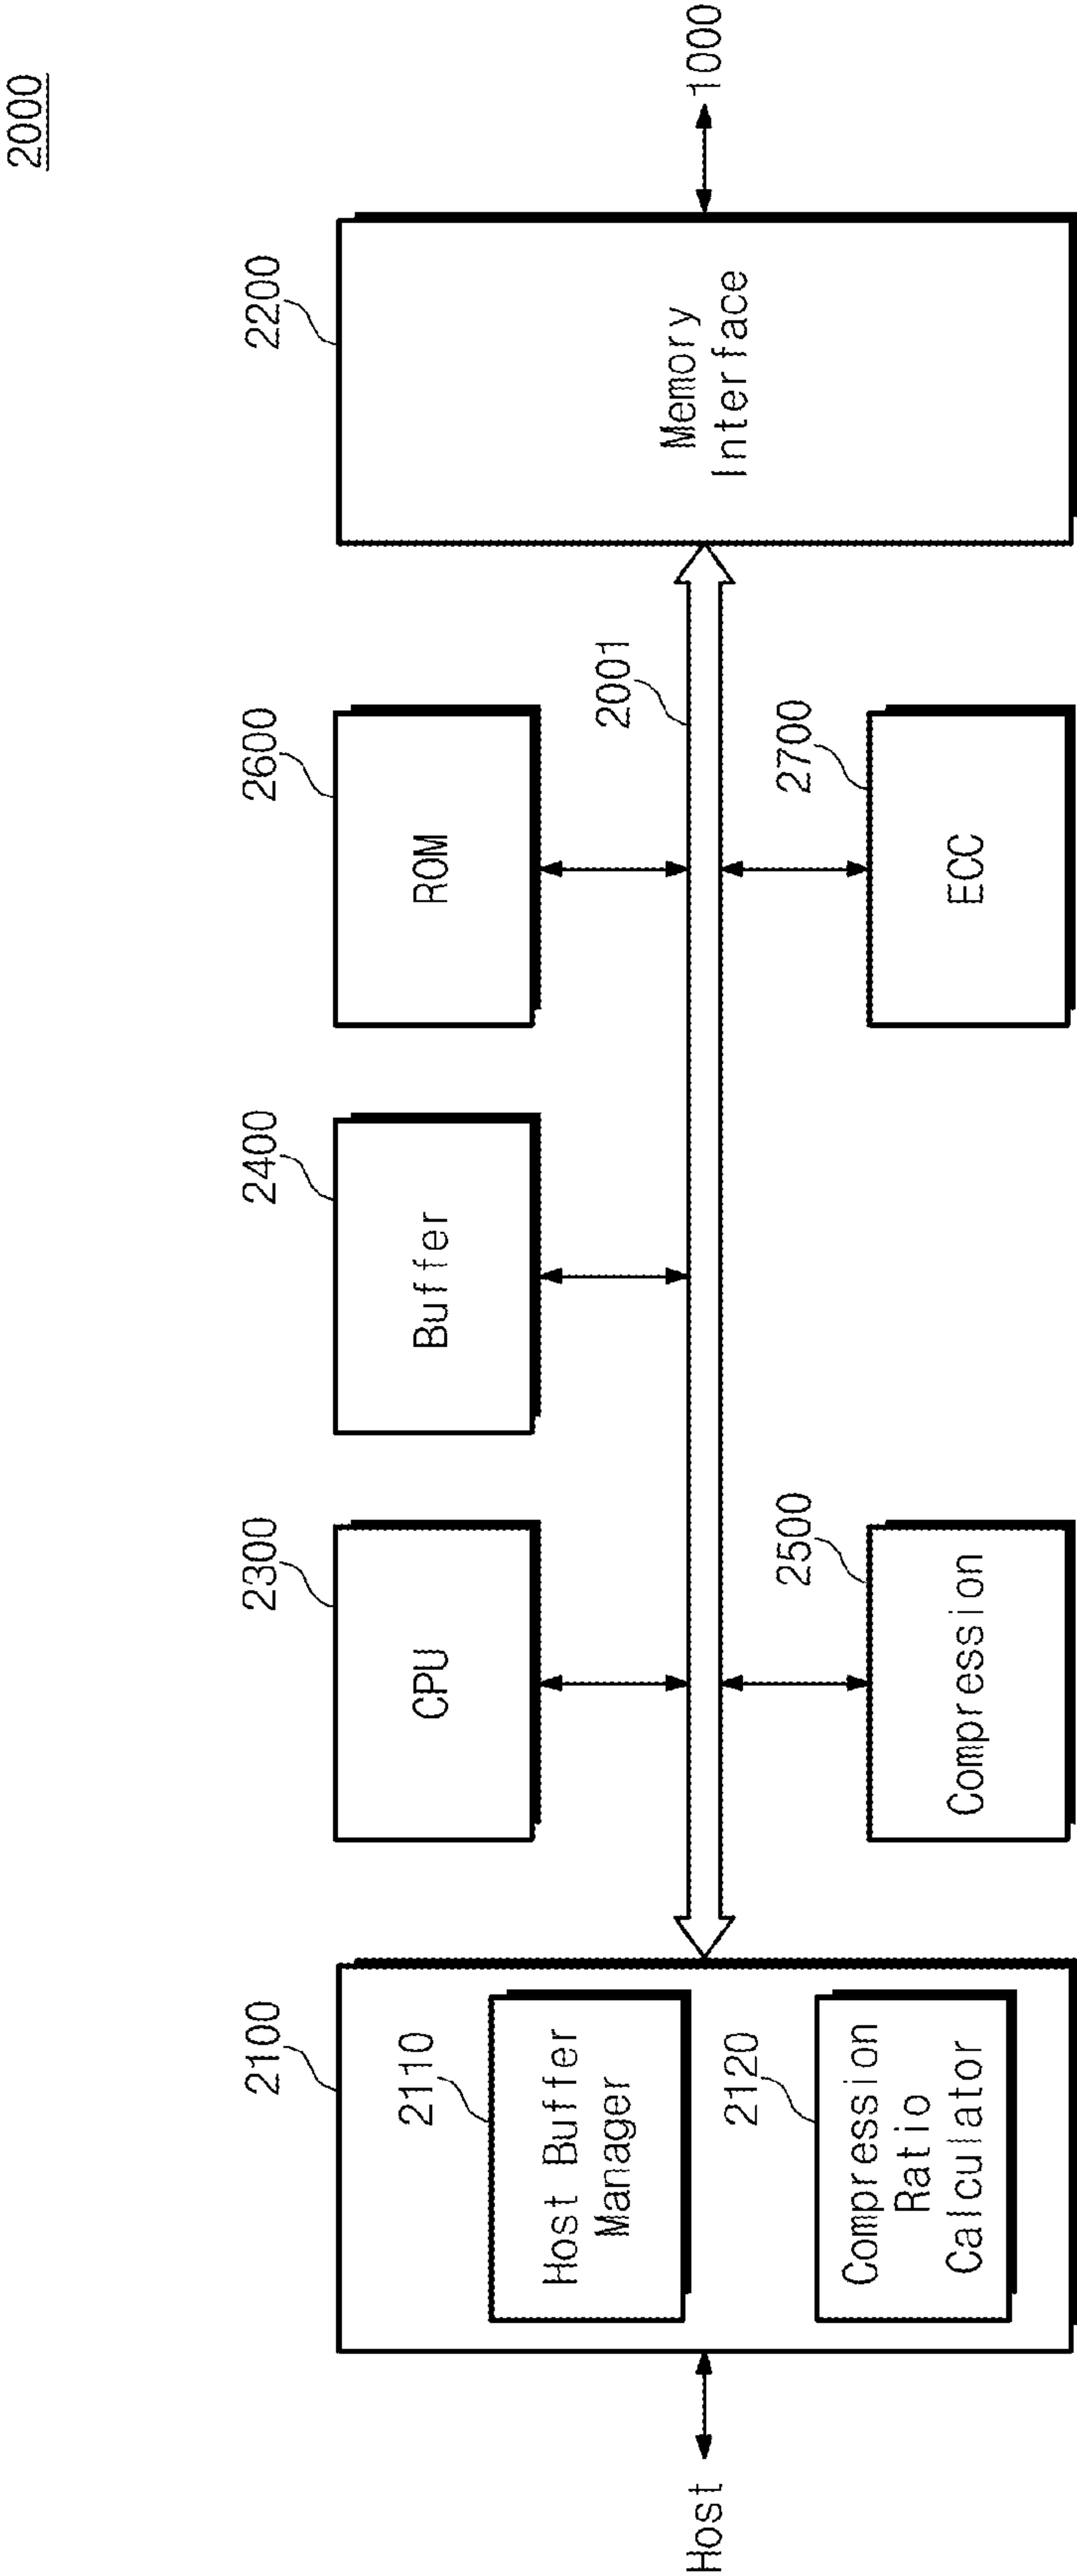 2000
2100
2110
Host Buffer
Manager
2120
Compression
Ratio
Calculator
Host
2300
CPU
2400
Buffer
2600
ROM
2001
2500
Compression
2700
ECC
2200
Memory
Interface
1000